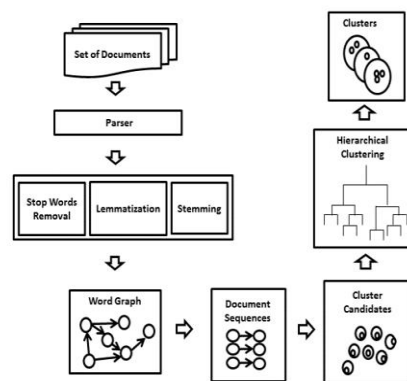 Set of Documents
Parser
Stop Words
Removal
Lemmatization
Stemming
Word Graph
Document
Sequences
Cluster
Candidates
Hierarchical
Clustering
Clusters